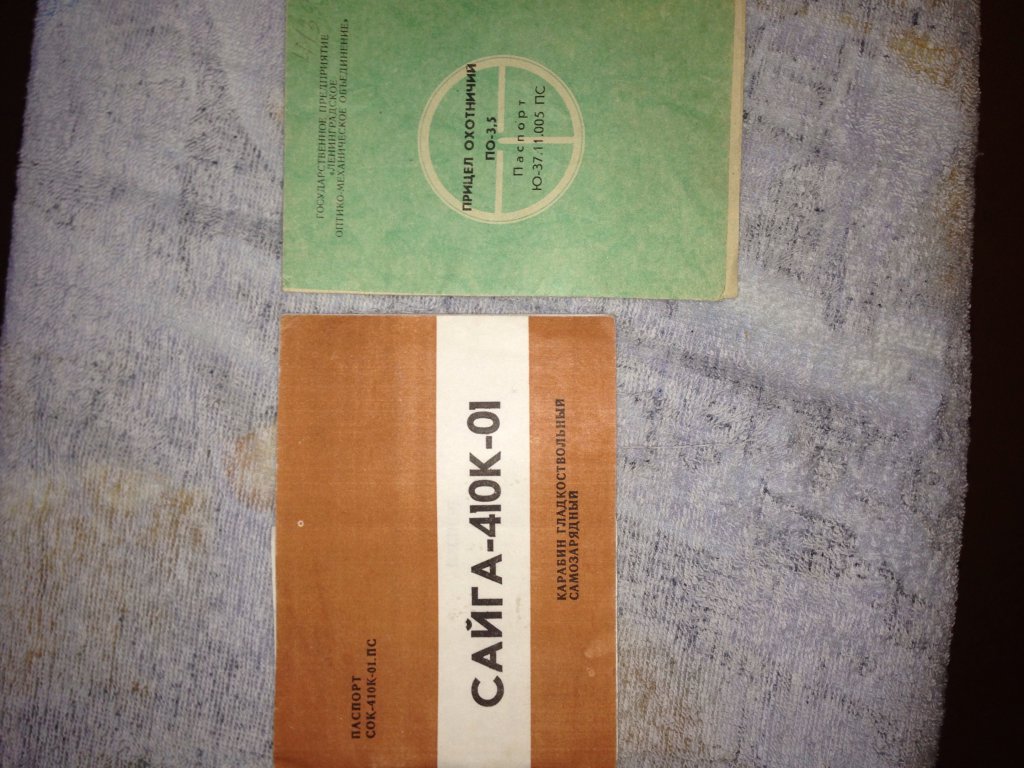 ГОСУДАРСТВЕННОЕ ПРЕДПРИЯТИЕ
«ЛЕНИНГРАДСКОЕ
ОПТИКО-МЕХАНИЧЕСКОЕ ОБЪЕДИНЕНИЕ»
ПРИЦЕЛ ОХОТНИЧИЙ
ПО-3,5
Паспорт
Ю-37.11.005 ПС
ПАСПОРТ
СОК-410К-01.ПС
САЙГА-410К-01
КАРАБИН ГЛАДКОСТВОЛЬНЫЙ
САМОЗАРЯДНЫЙ